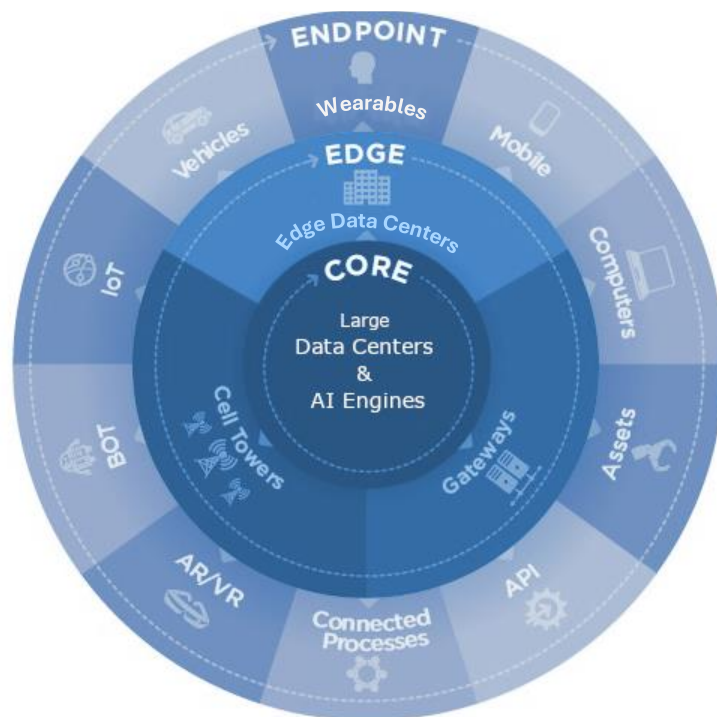 ENDPOINT
Wearables
Mobile
Computers
Assets
API
Connected
Processes
AR/VR
BOT
IoT
Vehicles
EDGE
Edge Data Centers
Gateways
Cell Towers
CORE
Large
Data Centers
&
AI Engines